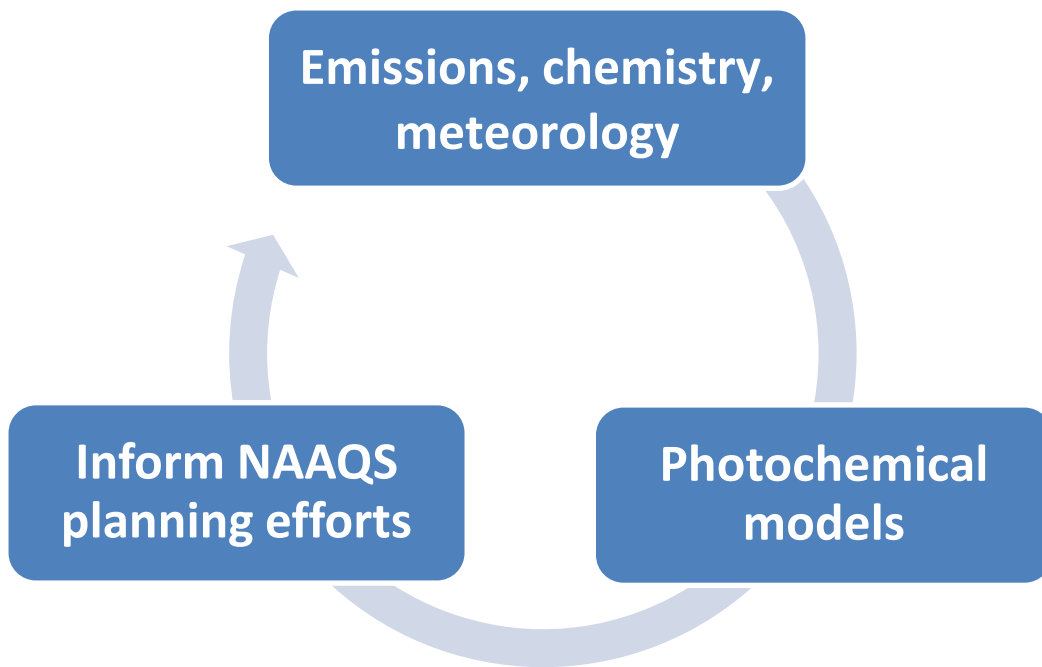 Emissions, chemistry,
meteorology
Photochemical
models
Inform NAAQS
planning efforts